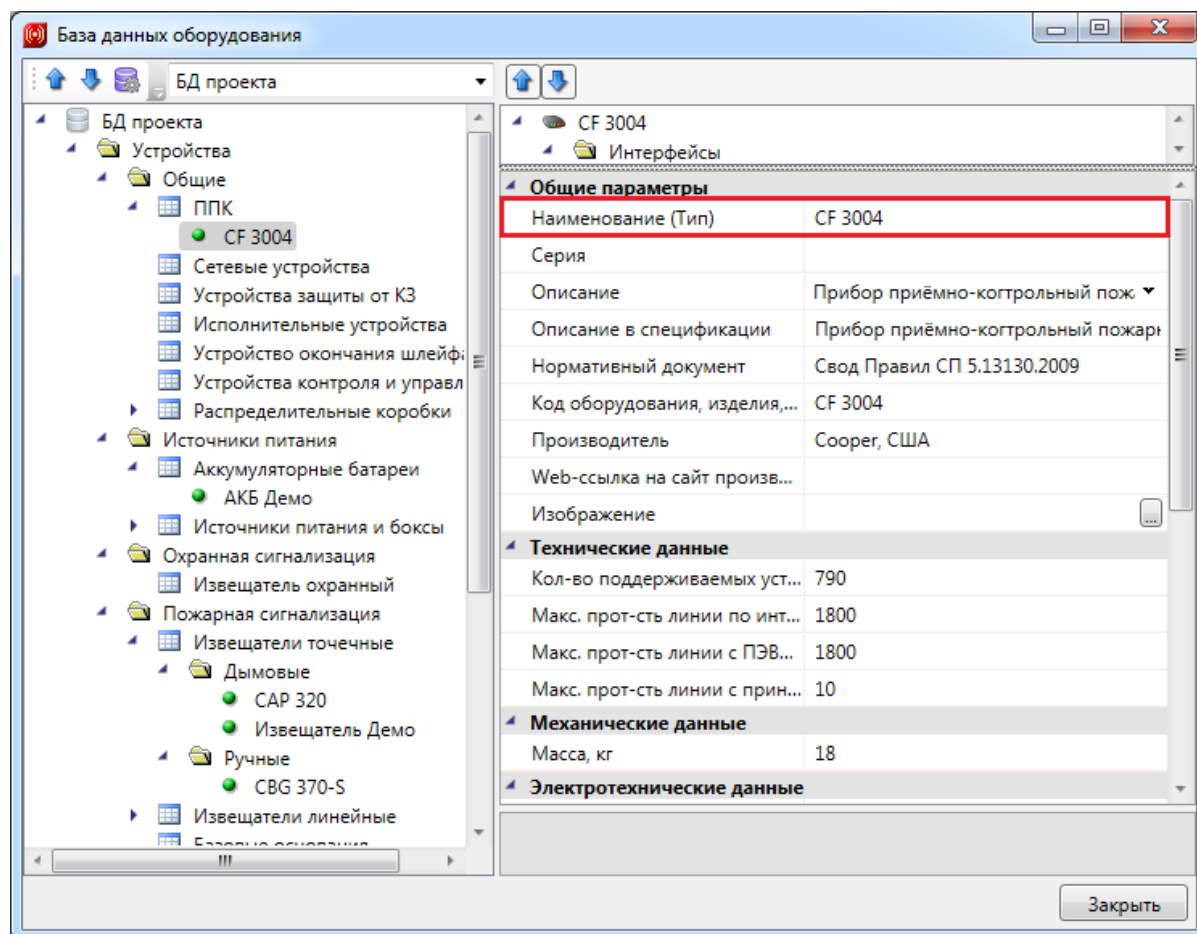 База данных оборудования
БД проекта
БД проекта
Устройства
Общие
ППК
CF 3004
Сетевые устройства
Устройства защиты от КЗ
Исполнительные устройства
Устройство окончания шлейфа
Устройства контроля и управл
Распределительные коробки
Источники питания
Аккумуляторные батареи
АКБ Демо
Источники питания и боксы
Охранная сигнализация
Извещатель охранный
Пожарная сигнализация
Извещатели точечные
Дымовые
CAP 320
Извещатель Демо
Ручные
CBG 370-S
Извещатели линейные
Базовые основания
CF 3004
Интерфейсы
Общие параметры
Наименование (Тип) CF 3004
Серия
Описание Прибор приёмно-когтрольный пож
Описание в спецификации Прибор приёмно-когтрольный пожарн
Нормативный документ Свод Правил СП 5.13130.2009
Код оборудования, изделия,... CF 3004
Производитель Cooper, США
Web-ссылка на сайт произв...
Изображение ...
Технические данные
Кол-во поддерживаемых уст... 790
Макс. прот-сть линии по инт... 1800
Макс. прот-сть линии с ПЭВ... 1800
Макс. прот-сть линии с прин... 10
Механические данные
Масса, кг 18
Электротехнические данные
Закрыть